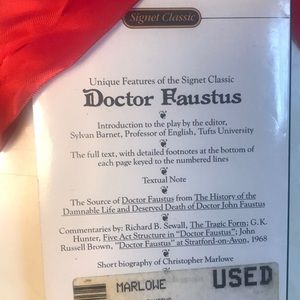 Signet Classic
Unique Features of the Signet Classic
Doctor Faustus
Introduction to the play by the editor,
Sylvan Barnet, Professor of English, Tufts University
The full text, with detailed footnotes at the bottom of
each page keyed to the numbered lines
Textual Note
The Source of Doctor Faustus from The History of the
Damnable Life and Deserved Death of Doctor John Faustus
Commentaries by: Richard B. Sewall, The Tragic Form; G.K.
Hunter, Five Act Structure in "Doctor Faustus"; John
Russell Brown, "Doctor Faustus" at Stratford-on-Avon, 1968
Short biography of Christopher Marlowe
MARLOWE USED